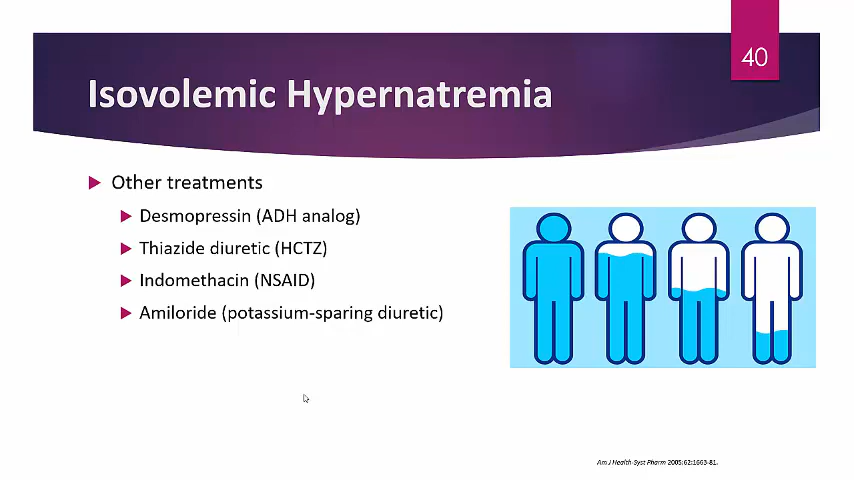 40
Isovolemic Hypernatremia
Other treatments
Desmopressin (ADH analog)
Thiazide diuretic (HCTZ)
Indomethacin (NSAID)
Amiloride (potassium-sparing diuretic)
Am J Health-Syst Pharm 2005;62:1663-81.